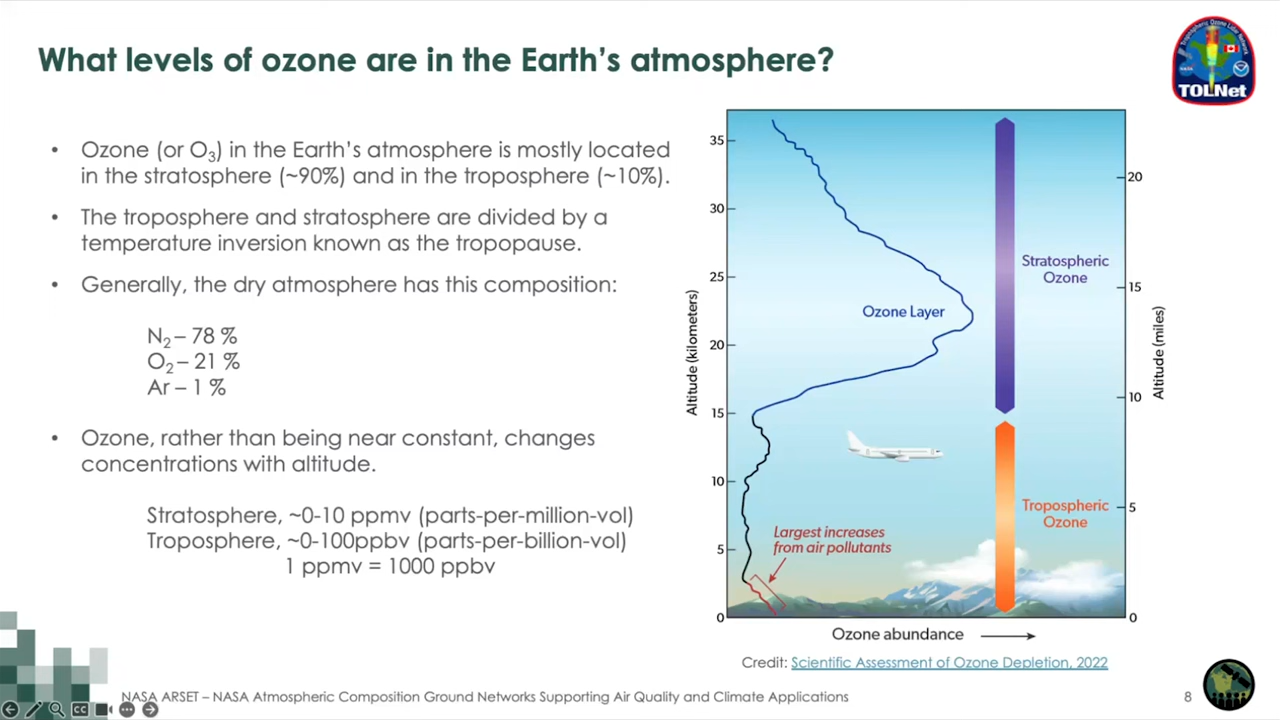 What levels of ozone are in the Earth's atmosphere?
TOLNet
• Ozone (or O₃) in the Earth's atmosphere is mostly located
in the stratosphere (~90%) and in the troposphere (~10%).
• The troposphere and stratosphere are divided by a
temperature inversion known as the tropopause.
• Generally, the dry atmosphere has this composition:
N₂ – 78 %
O₂ – 21 %
Ar – 1 %
• Ozone, rather than being near constant, changes
concentrations with altitude.
Stratosphere, ~0-10 ppmv (parts-per-million-vol)
Troposphere, ~0-100ppbv (parts-per-billion-vol)
1 ppmv = 1000 ppbv
Altitude (kilometers)
35
30
25
20
15
10
5
0
Ozone Layer
Stratospheric
Ozone
Tropospheric
Ozone
Largest increases
from air pollutants
20
15
10
5
0
Altitude (miles)
Ozone abundance
Credit: Scientific Assessment of Ozone Depletion, 2022
NASA ARSET – NASA Atmospheric Composition Ground Networks Supporting Air Quality and Climate Applications
8
CC